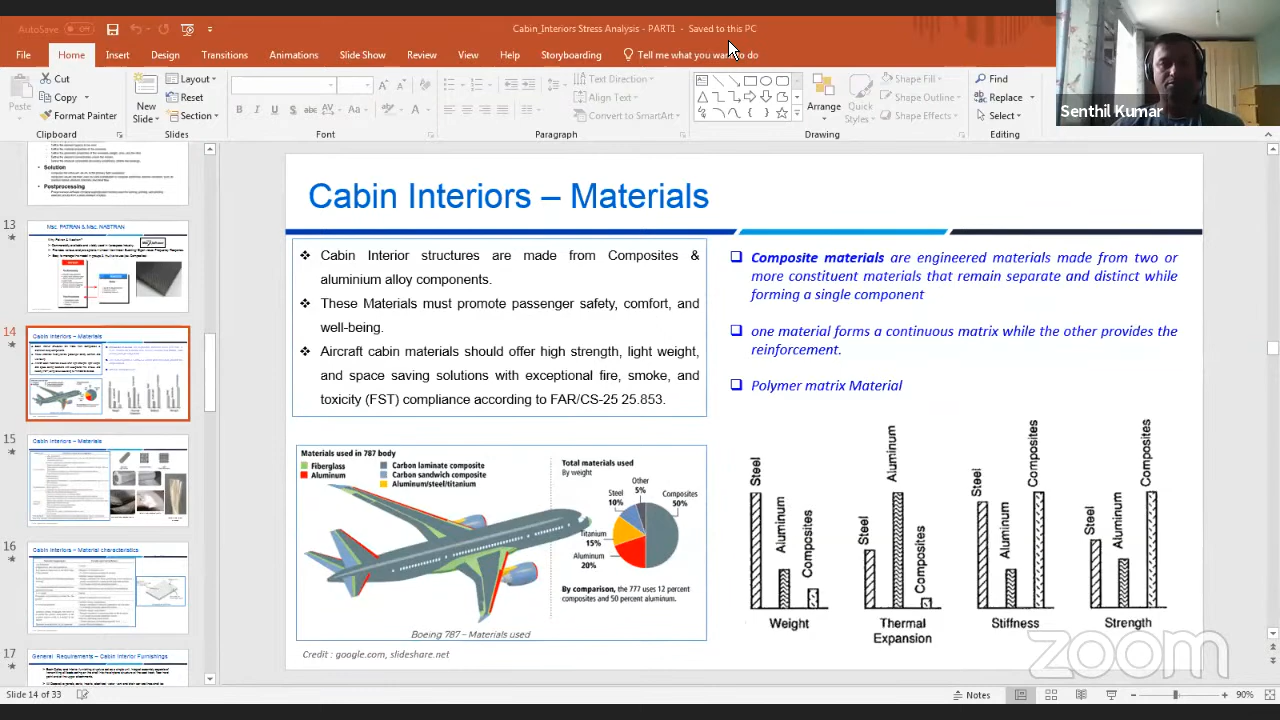 AutoSave Off
Cabin_Interiors Stress Analysis - PART1 - Saved to this PC
File Home Insert Design Transitions Animations Slide Show Review View Help Storyboarding Tell me what you want to do
Paste
Cut
Copy
Format Painter
New Slide
Layout
Reset
Section
Text Direction
Align Text
Convert to SmartArt
Arrange
Quick Styles
Shape Fill
Shape Outline
Shape Effects
Find
Replace
Select
Clipboard Slides Font Paragraph Drawing Editing
Senthil Kumar
Solution
Postprocessing
13
MSC PATRAN & MSC NASTRAN
14
Cabin Interiors – Materials
15
Cabin Interiors – Materials
16
Cabin Interiors – Material characteristics
17
General Requirements – Cabin Interior Furnishings
Cabin Interiors – Materials
❖ Cabin Interior structures are made from Composites &
aluminium alloy components.
❖ These Materials must promote passenger safety, comfort, and
well-being.
❖ Aircraft cabin materials should offer high strength, light weight,
and space saving solutions with exceptional fire, smoke, and
toxicity (FST) compliance according to FAR/CS-25 25.853.
❑ Composite materials are engineered materials made from two or
more constituent materials that remain separate and distinct while
forming a single component
❑ One material forms a continuous matrix while the other provides the
reinforcement.
❑ Polymer matrix Material
Materials used in 787 body
Fiberglass
Aluminum
Carbon laminate composite
Carbon sandwich composite
Aluminum/steel/titanium
Total materials used
By weight
Other
5%
Steel
10%
Composites
50%
Titanium
15%
Aluminum
20%
By comparison, the 777 uses 12 percent
composites and 50 percent aluminum.
Boeing 787 – Materials used
Credit : google.com, slideshare.net
Steel Aluminum Composites
Weight
Steel Aluminum Composites
Thermal
Expansion
Steel Aluminum Composites
Stiffness
Steel Aluminum Composites
Strength
zoom
Slide 14 of 33
Notes
90%